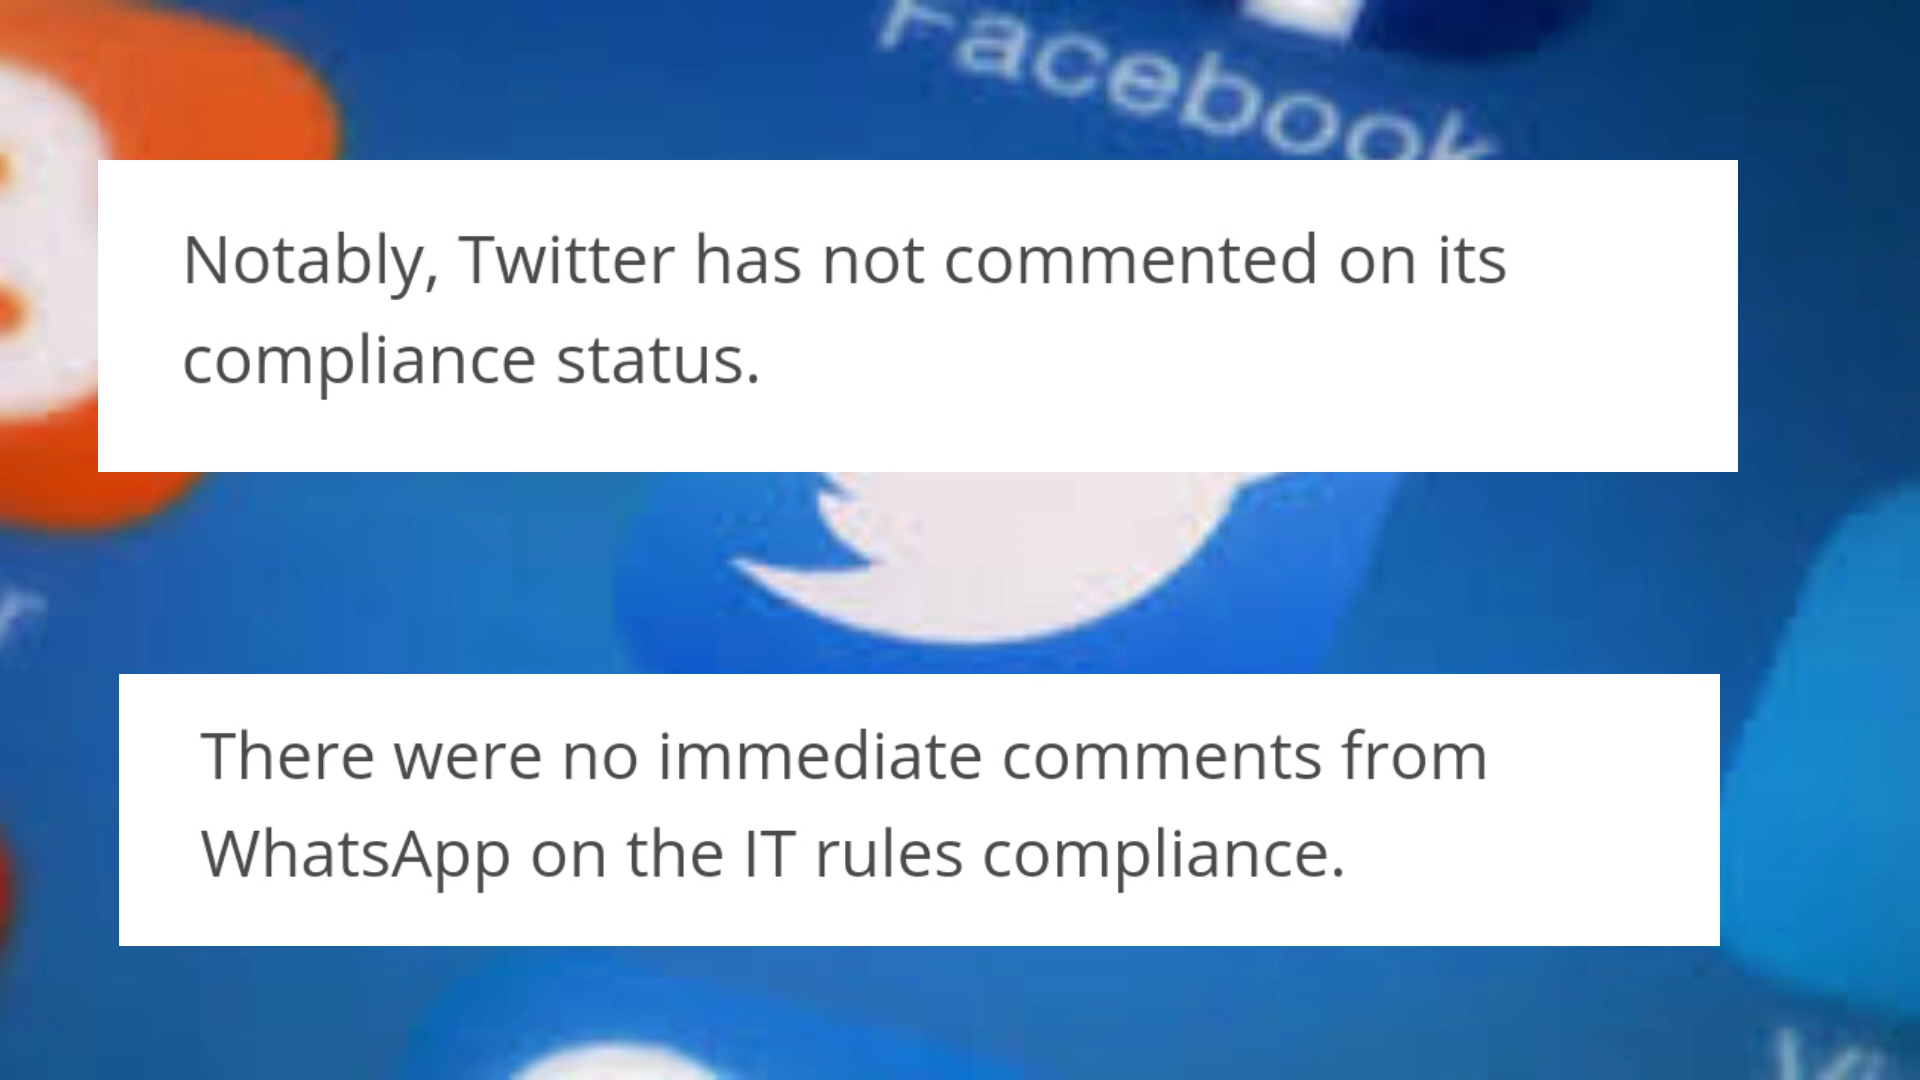 Facebook
Notably, Twitter has not commented on its
compliance status.
There were no immediate comments from
WhatsApp on the IT rules compliance.